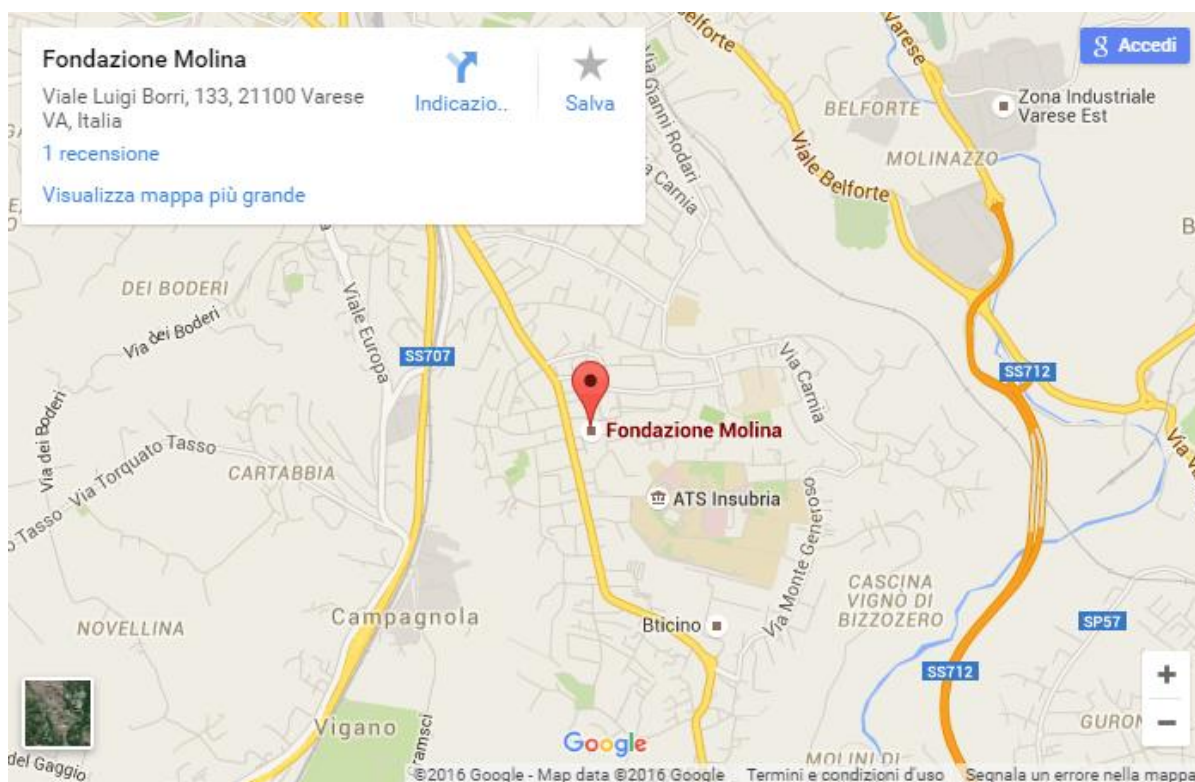 Fondazione Molina
Viale Luigi Borri, 133, 21100 Varese
VA, Italia
1 recensione
Visualizza mappa più grande
Indicazio..
Salva
Accedi
Belforte
Varese
Via Gianni Rodari
Via Carnia
BELFORTE
Zona Industriale
Varese Est
MOLINAZZO
Viale Belforte
DEI BODERI
Via dei Boderi
Viale Europa
SS707
SS712
Via Carnia
Via dei Boderi
Fondazione Molina
Via Torquato Tasso
CARTABBIA
ATS Insubria
Tasso
Via Monte Generoso
CASCINA
VIGNO DI
BIZZOZERO
Campagnola
NOVELLINA
Bticino
SP57
SS712
Vigano
Gramsci
GURON
Google
MOLINI DI
del Gaggio
©2016 Google - Map data ©2016 Google
Termini e condizioni d'uso
Segnala un errore nella mappa